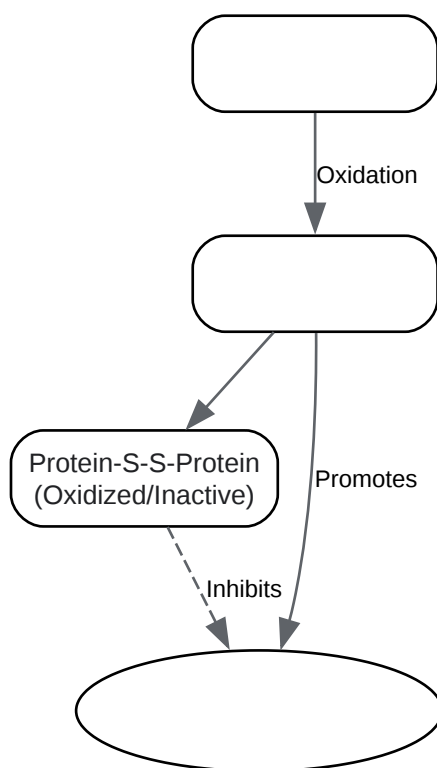 Oxidation
Protein-S-S-Protein
(Oxidized/Inactive)
Promotes
Inhibits